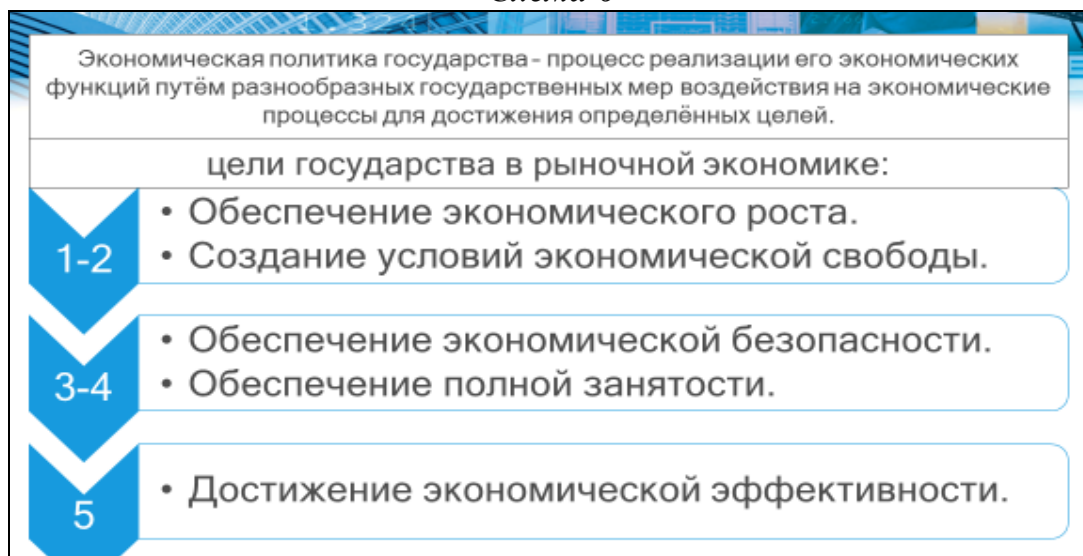 Экономическая политика государства - процесс реализации его экономических
функций путём разнообразных государственных мер воздействия на экономические
процессы для достижения определённых целей.
цели государства в рыночной экономике:
1-2
• Обеспечение экономического роста.
• Создание условий экономической свободы.
3-4
• Обеспечение экономической безопасности.
• Обеспечение полной занятости.
5
• Достижение экономической эффективности.